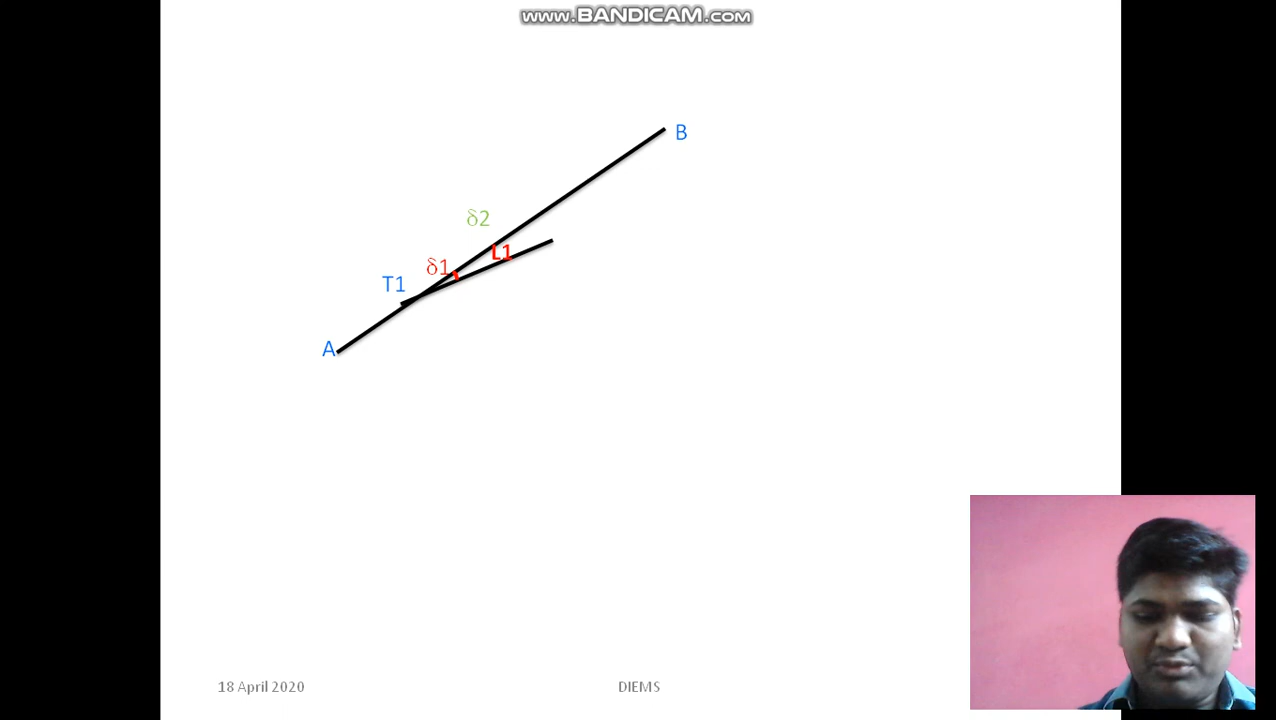 www.BANDICAM.com
B
δ2
L1
δ1
T1
A
18 April 2020
DIEMS